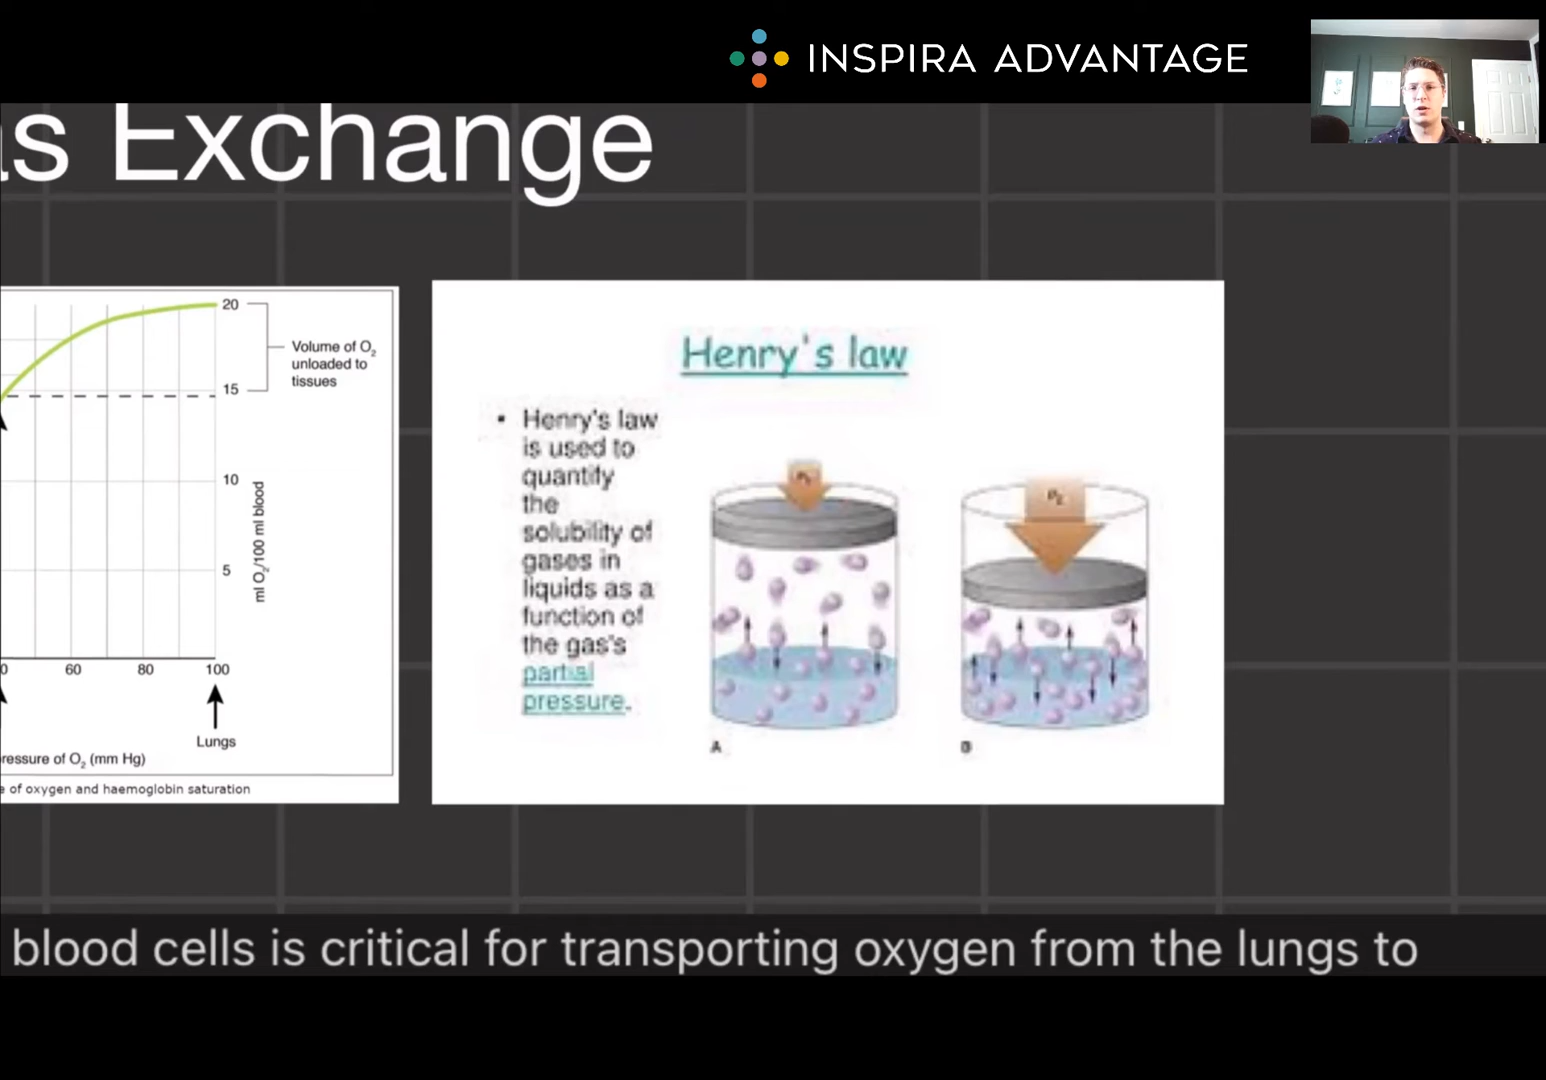 INSPIRA ADVANTAGE
as Exchange
20
Volume of O₂
unloaded to
tissues
15
10
5
ml O₂/100 ml blood
0
60
80
100
Lungs
ressure of O₂ (mm Hg)
e of oxygen and haemoglobin saturation
Henry's law
• Henry's law
is used to
quantify
the
solubility of
gases in
liquids as a
function of
the gas's
partial
pressure.
P₂
A
B
blood cells is critical for transporting oxygen from the lungs to